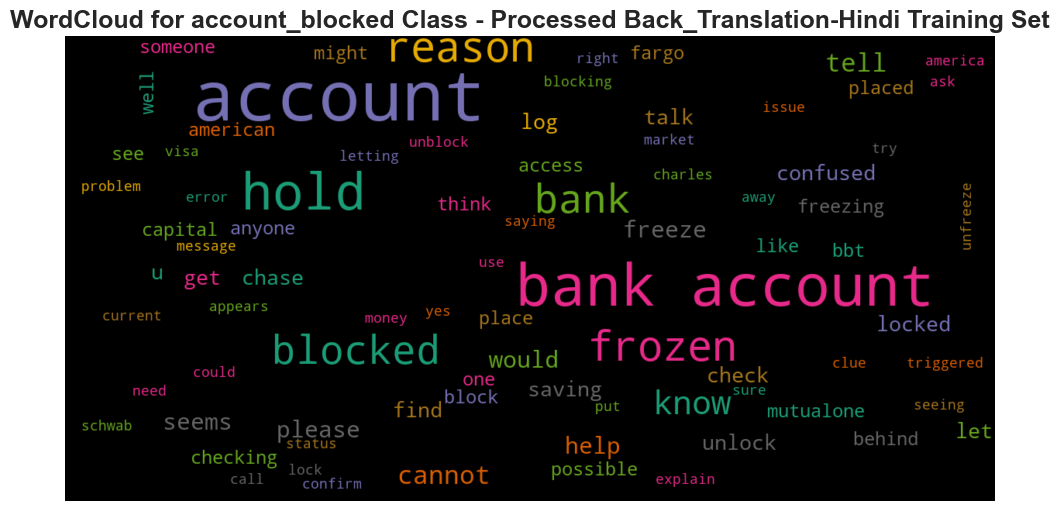 WordCloud for account_blocked Class - Processed Back_Translation-Hindi Training Set
someone
might
reason
right
fargo
tell
america
well
account
blocking
placed
ask
american
log
talk
issue
unblock
market
see
visa
letting
access
try
problem
error
hold
think
bank
charles
confused
away
freezing
unfreeze
capital
anyone
saying
freeze
message
like
bbt
u
get
chase
use
bank account
current
appears
money
yes
place
locked
blocked
would
frozen
clue
triggered
could
one
check
need
block
saving
sure
know
find
put
mutualone
seeing
schwab
seems
please
status
help
unlock
behind
let
checking
lock
call
confirm
cannot
possible
explain